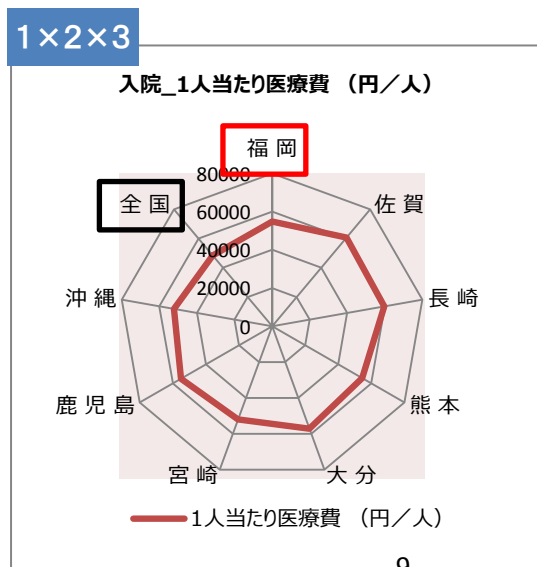 1×2×3
入院_1人当たり医療費 （円／人）
福 岡
80000
全 国
佐 賀
60000
40000
20000
0
沖 縄
長 崎
鹿 児 島
熊 本
宮 崎
大 分
1人当たり医療費 （円／人）